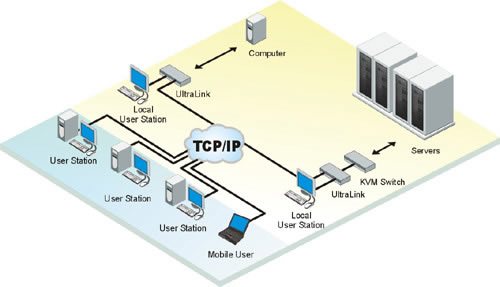 Computer
UltraLink
Local
User Station
User Station
TCP/IP
Servers
KVM Switch
UltraLink
User Station
Local
User Station
User Station
Mobile User